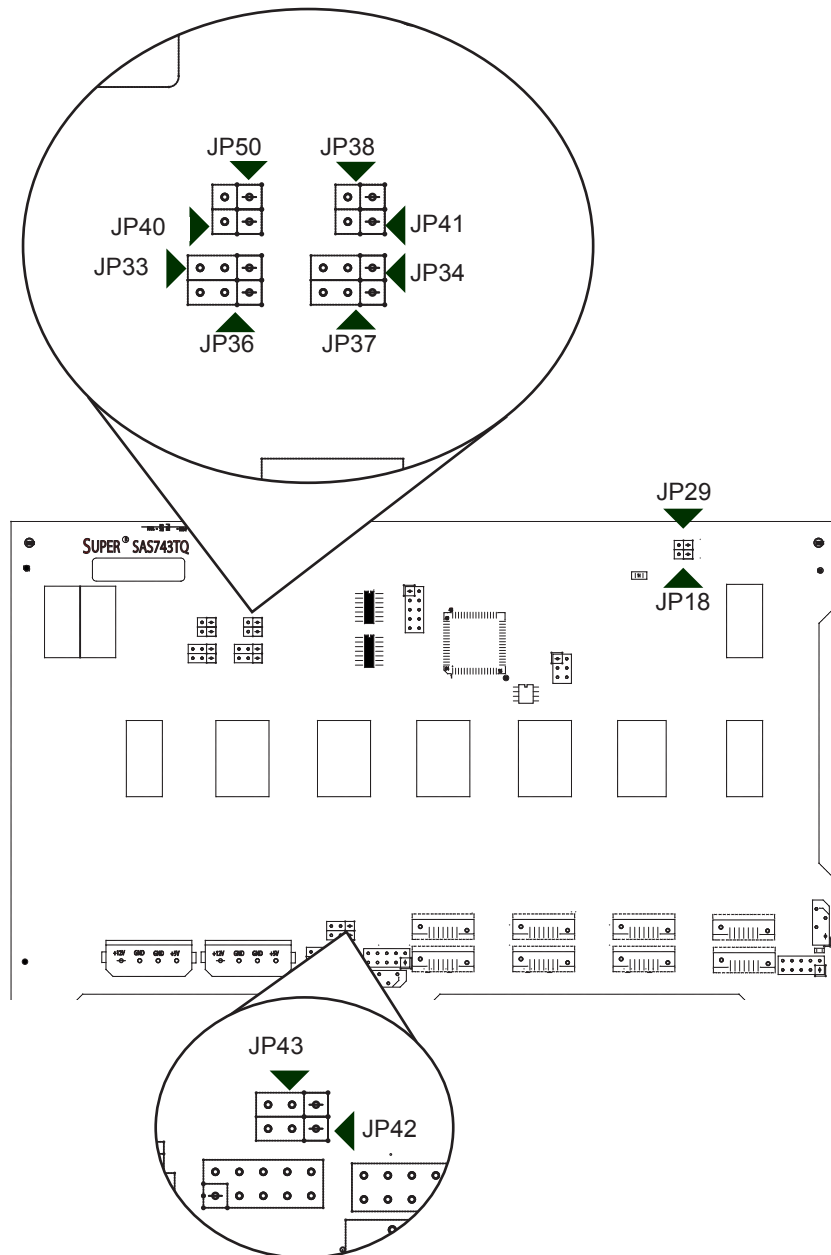 JP50
JP38
JP40
JP41
JP33
JP34
JP36
JP37
JP29
SUPER® SAS743TQ
JP18
+12V GND GND +5V
+12V GND GND +5V
JP43
JP42